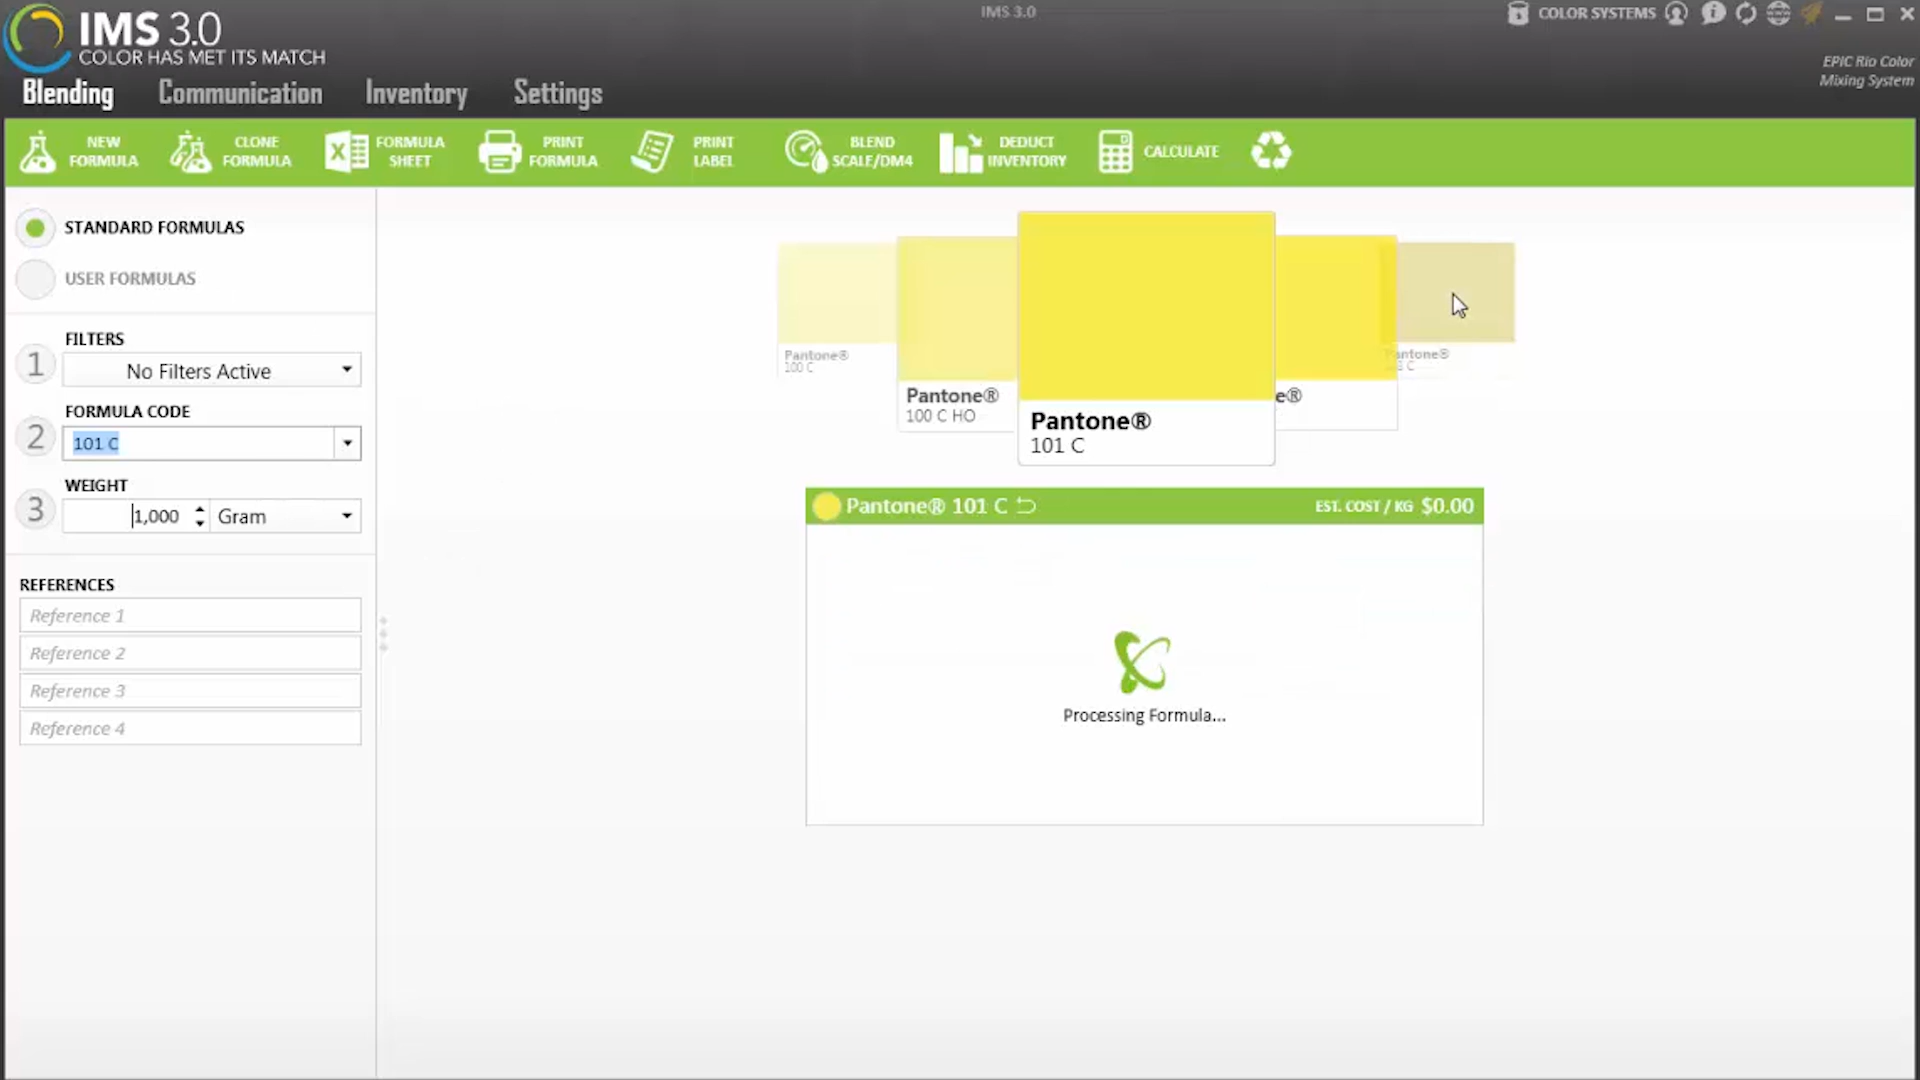 IMS 3.0
COLOR HAS MET ITS MATCH
IMS 3.0
COLOR SYSTEMS
EPIC Rio Color
Mixing System
Blending
Communication
Inventory
Settings
NEW
FORMULA
CLONE
FORMULA
FORMULA
SHEET
PRINT
FORMULA
PRINT
LABEL
BLEND
SCALE/DM4
DEDUCT
INVENTORY
CALCULATE
STANDARD FORMULAS
USER FORMULAS
1
FILTERS
No Filters Active
2
FORMULA CODE
101 C
3
WEIGHT
1,000
Gram
REFERENCES
Reference 1
Reference 2
Reference 3
Reference 4
Pantone®
100 C
Pantone®
100 C HO
Pantone®
101 C
e®
antone®
Pantone® 101 C
EST. COST / KG $0.00
Processing Formula...